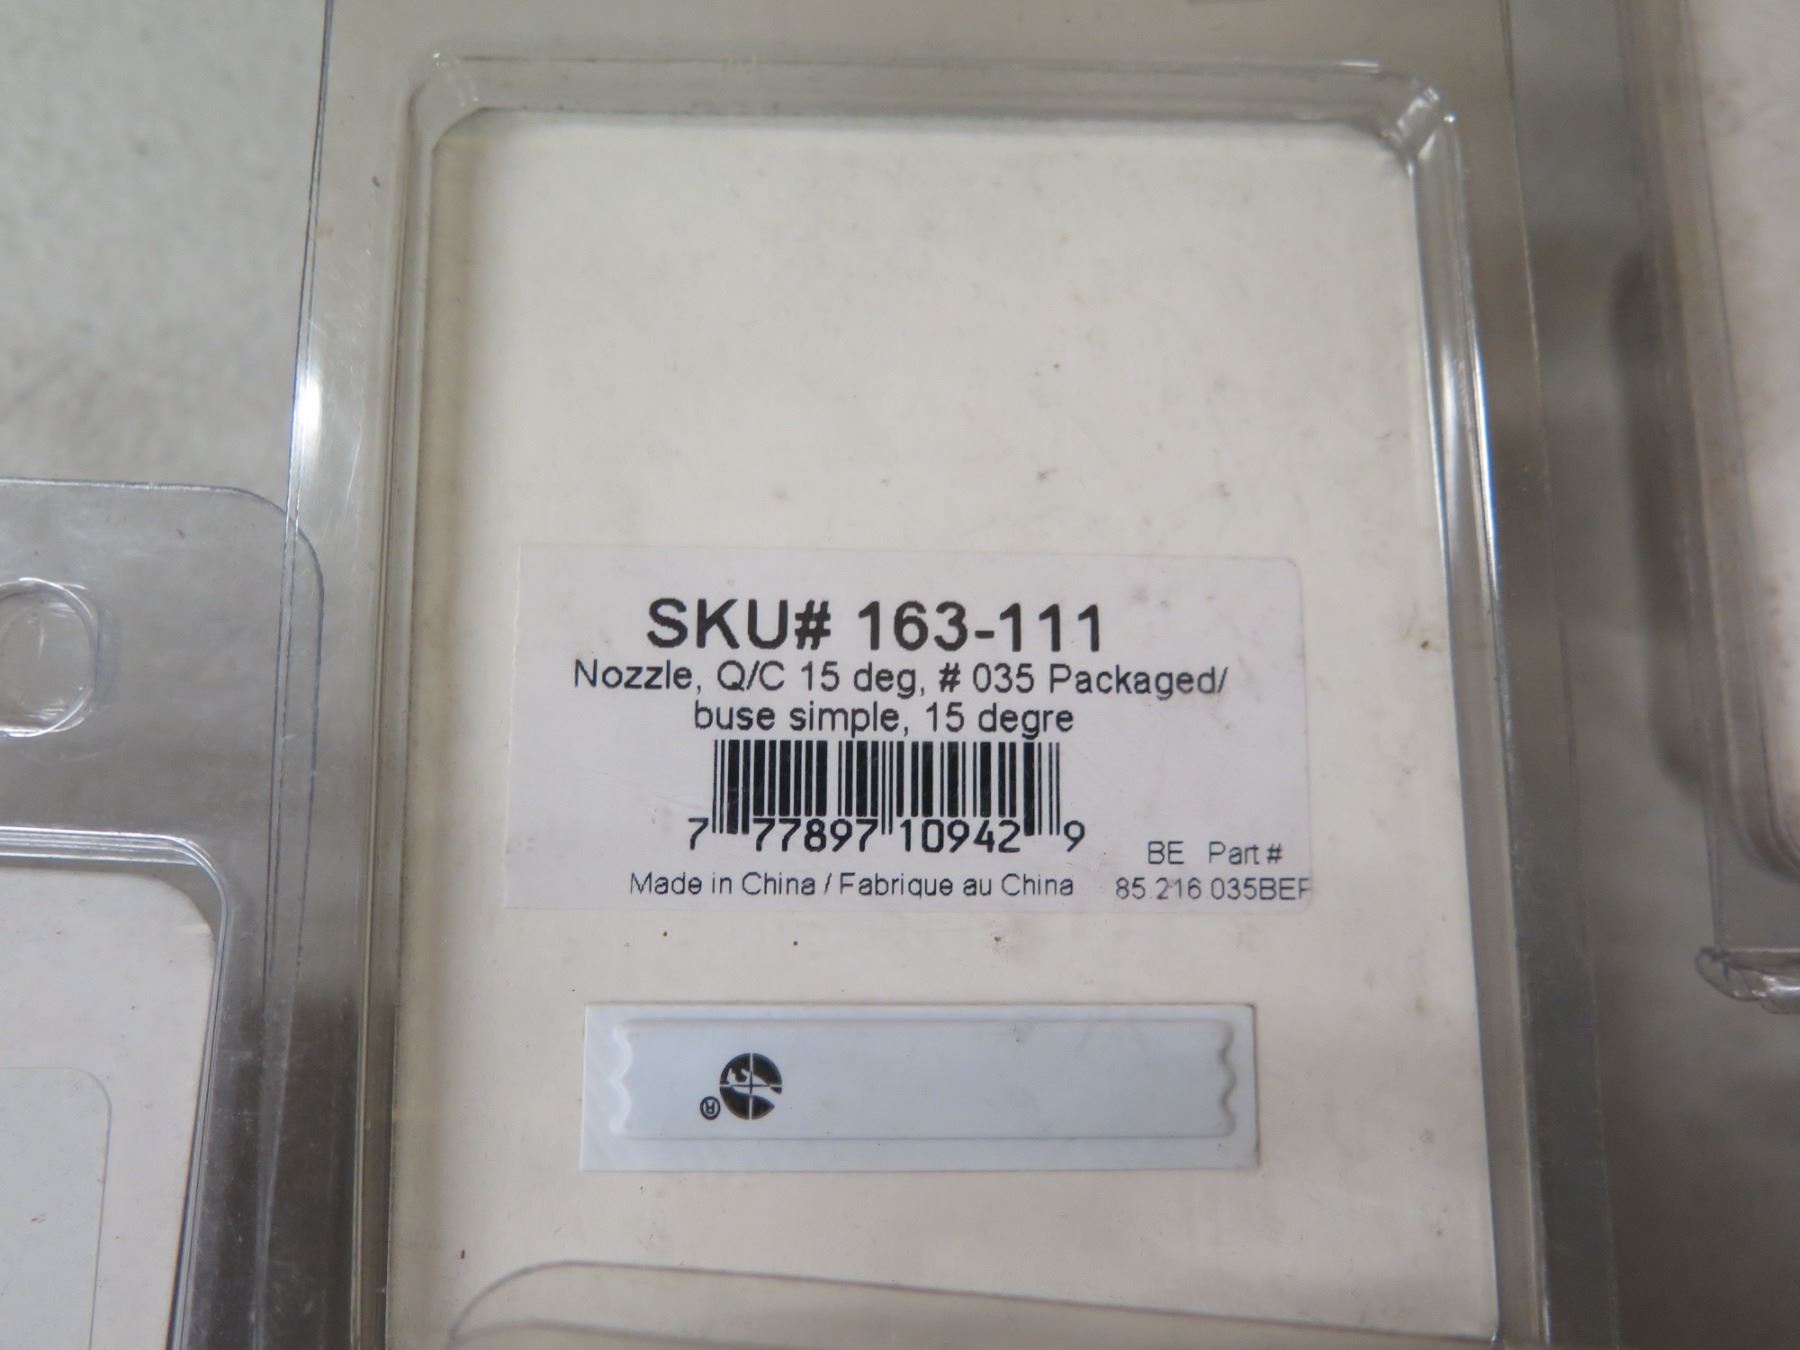 SKU# 163-111
Nozzle, Q/C 15 deg, # 035 Packaged/
buse simple, 15 degre
7 77897 10942 9
BE Part #
Made in China / Fabrique au China 85.216.035BEP
®